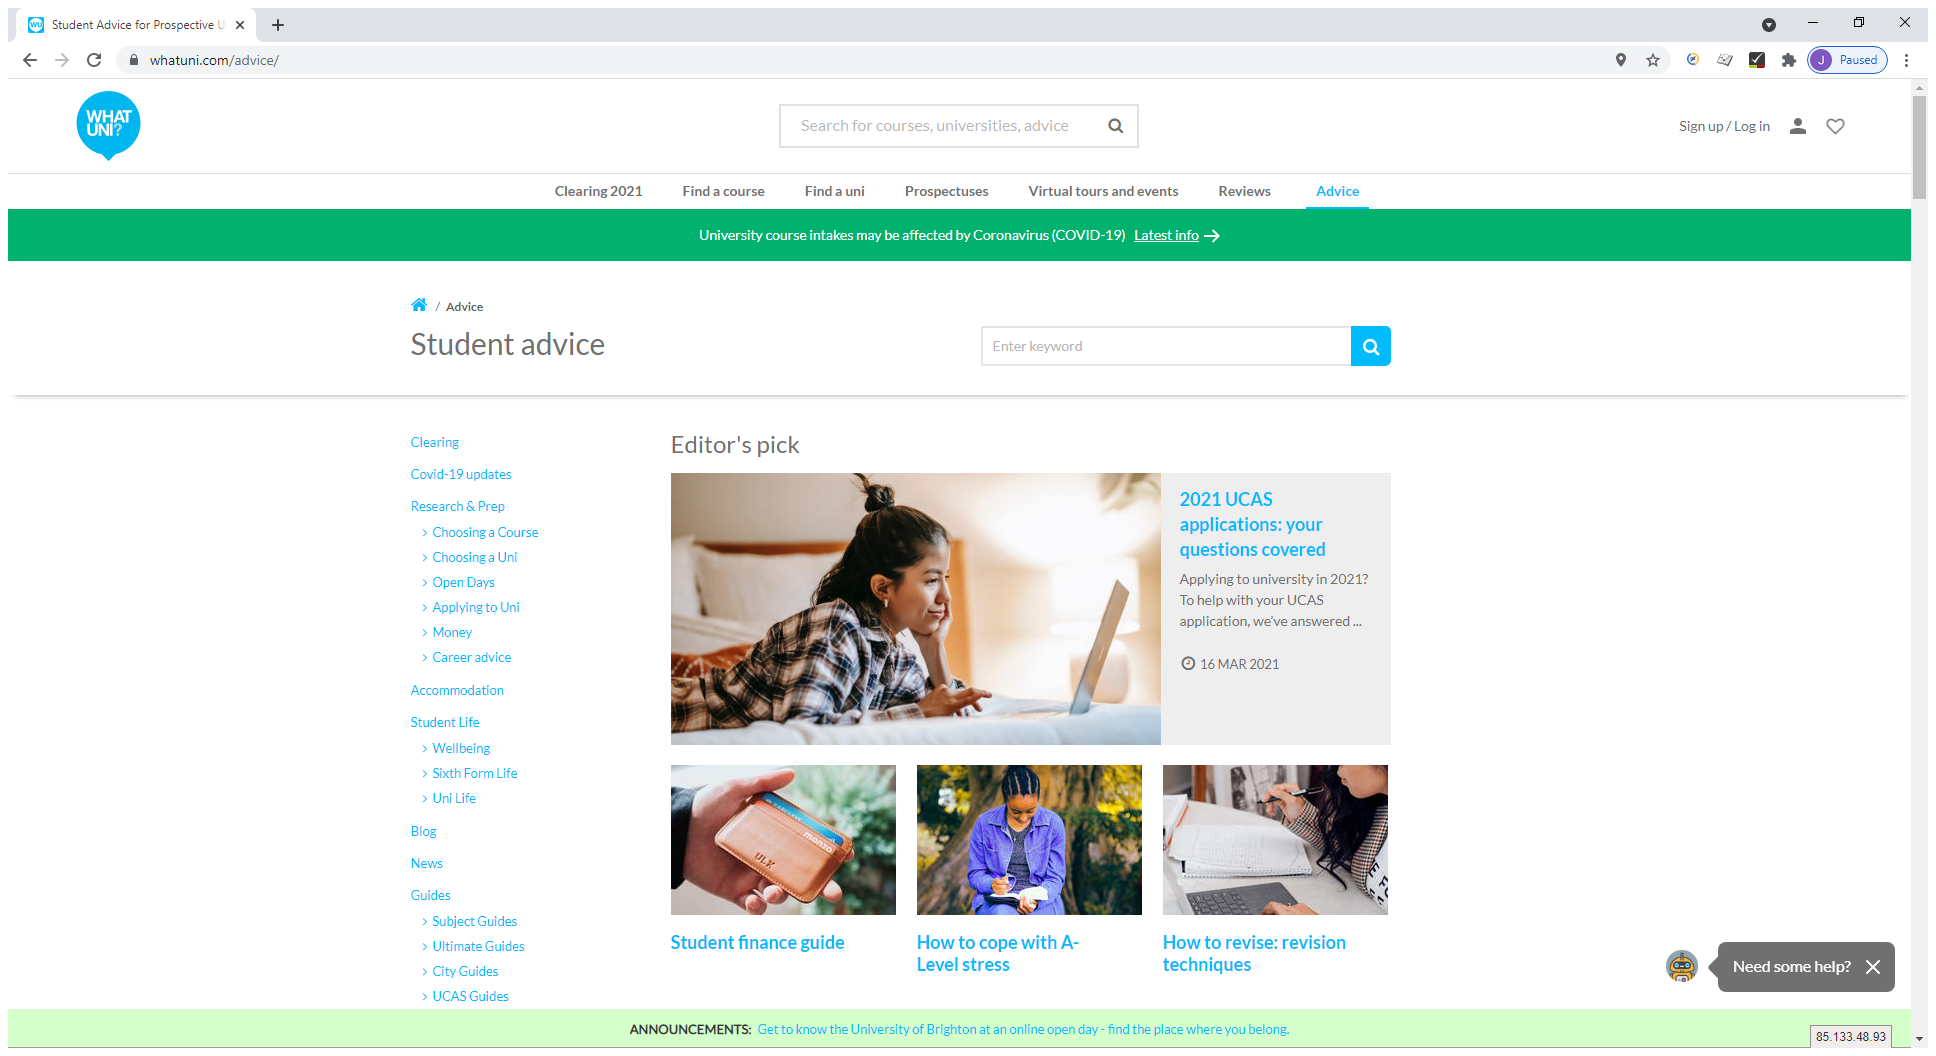 Student Advice for Prospective U
whatuni.com/advice/
J Paused
WHAT
UNI?
Search for courses, universities, advice
Sign up / Log in
Clearing 2021 Find a course Find a uni Prospectuses Virtual tours and events Reviews Advice
University course intakes may be affected by Coronavirus (COVID-19) Latest info
/ Advice
Student advice
Enter keyword
Clearing
Covid-19 updates
Research & Prep
Choosing a Course
Choosing a Uni
Open Days
Applying to Uni
Money
Career advice
Accommodation
Student Life
Wellbeing
Sixth Form Life
Uni Life
Blog
News
Guides
Subject Guides
Ultimate Guides
City Guides
UCAS Guides
Editor's pick
2021 UCAS
applications: your
questions covered
Applying to university in 2021?
To help with your UCAS
application, we've answered ...
16 MAR 2021
monzo
ULX
Student finance guide
How to cope with A-
Level stress
How to revise: revision
techniques
Need some help?
ANNOUNCEMENTS: Get to know the University of Brighton at an online open day - find the place where you belong.
85.133.48.93